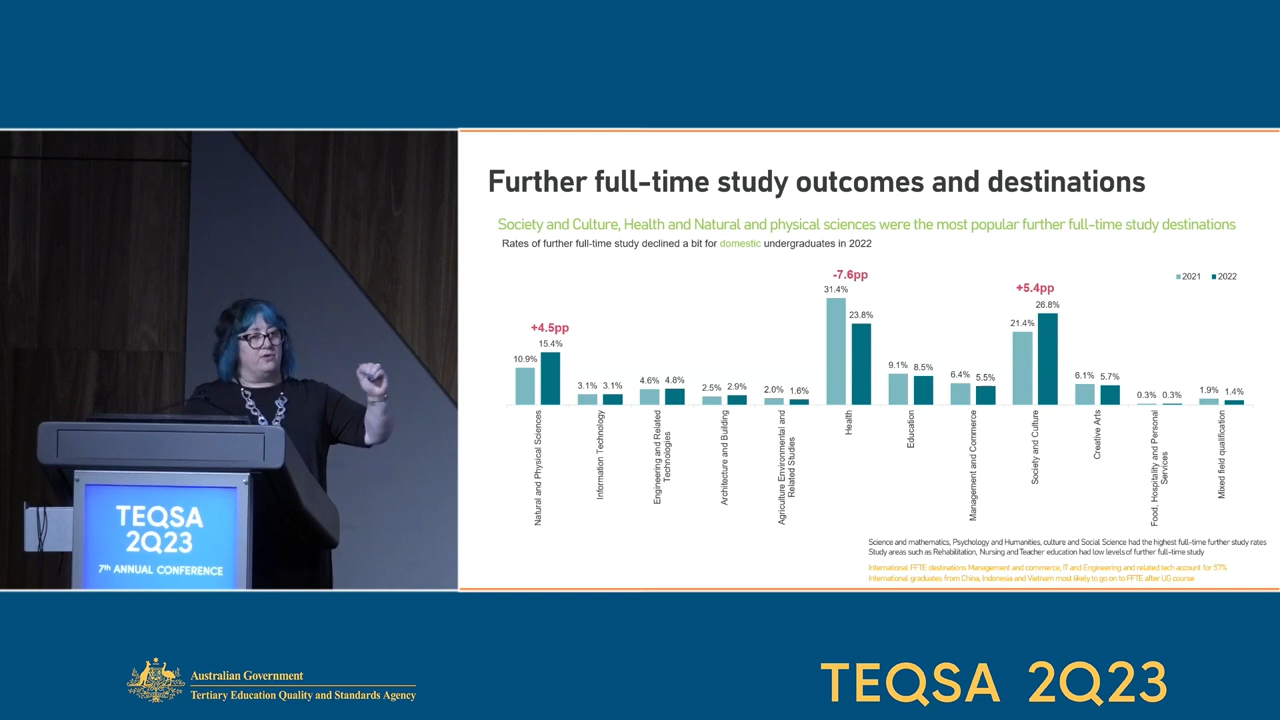 Further full-time study outcomes and destinations
Society and Culture, Health and Natural and physical sciences were the most popular further full-time study destinations
Rates of further full-time study declined a bit for domestic undergraduates in 2022
2021 2022
+4.5pp
-7.6pp
+5.4pp
10.9% 15.4%
3.1% 3.1%
4.6% 4.8%
2.5% 2.9%
2.0% 1.6%
31.4% 23.8%
9.1% 8.5%
6.4% 5.5%
21.4% 26.8%
6.1% 5.7%
0.3% 0.3%
1.9% 1.4%
Natural and Physical Sciences
Information Technology
Engineering and Related
Technologies
Architecture and Building
Agriculture Environmental and
Related Studies
Health
Education
Management and Commerce
Society and Culture
Creative Arts
Food, Hospitality and Personal
Services
Mixed field qualification
Science and mathematics, Psychology and Humanities, culture and Social Science had the highest full-time further study rates
Study areas such as Rehabilitation, Nursing and Teacher education had low levels of further full-time study
International FFTE destinations Management and commerce, IT and Engineering and related tech account for 57%
International graduates from China, Indonesia and Vietnam most likely to go on to FFTE after UG course
TEQSA
2Q23
7th ANNUAL CONFERENCE
Australian Government
Tertiary Education Quality and Standards Agency
TEQSA 2Q23